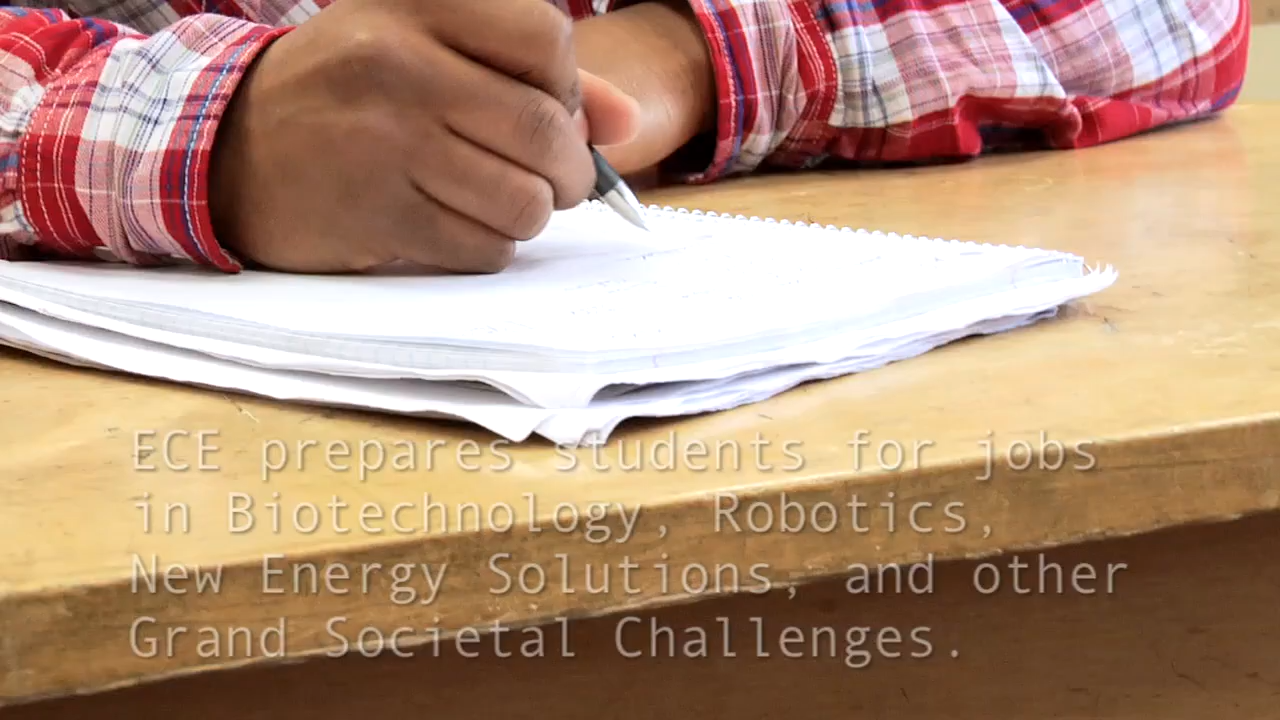 ECE prepares students for jobs
in Biotechnology, Robotics,
New Energy Solutions, and other
Grand Societal Challenges.